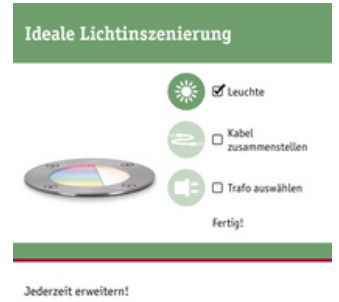 Ideale Lichtinszenierung
Leuchte
Kabel
zusammenstellen
Trafo auswählen
Fertig!
Jederzeit erweitern!